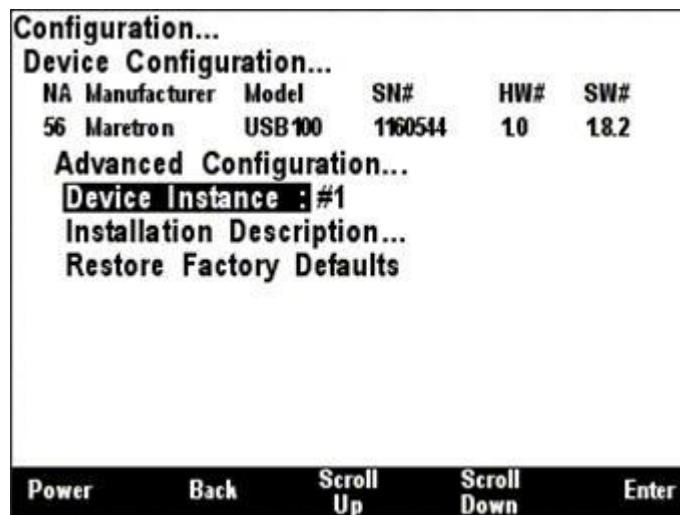 Configuration...
Device Configuration...
NA Manufacturer Model SN# HW# SW#
56 Maretron USB100 1160544 1.0 1.8.2
Advanced Configuration...
Device Instance : #1
Installation Description...
Restore Factory Defaults
Power Back Scroll Up Scroll Down Enter